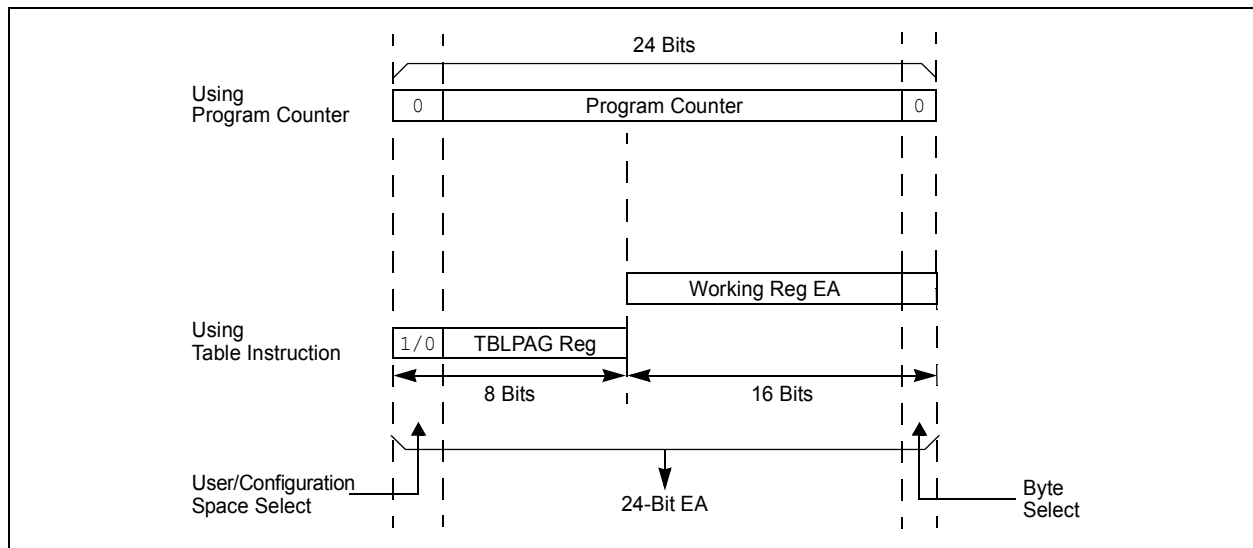 24 Bits
Using
Program Counter
0
Program Counter
0
Working Reg EA
Using
Table Instruction
1/0
TBLPAG Reg
8 Bits
16 Bits
User/Configuration
Space Select
24-Bit EA
Byte
Select